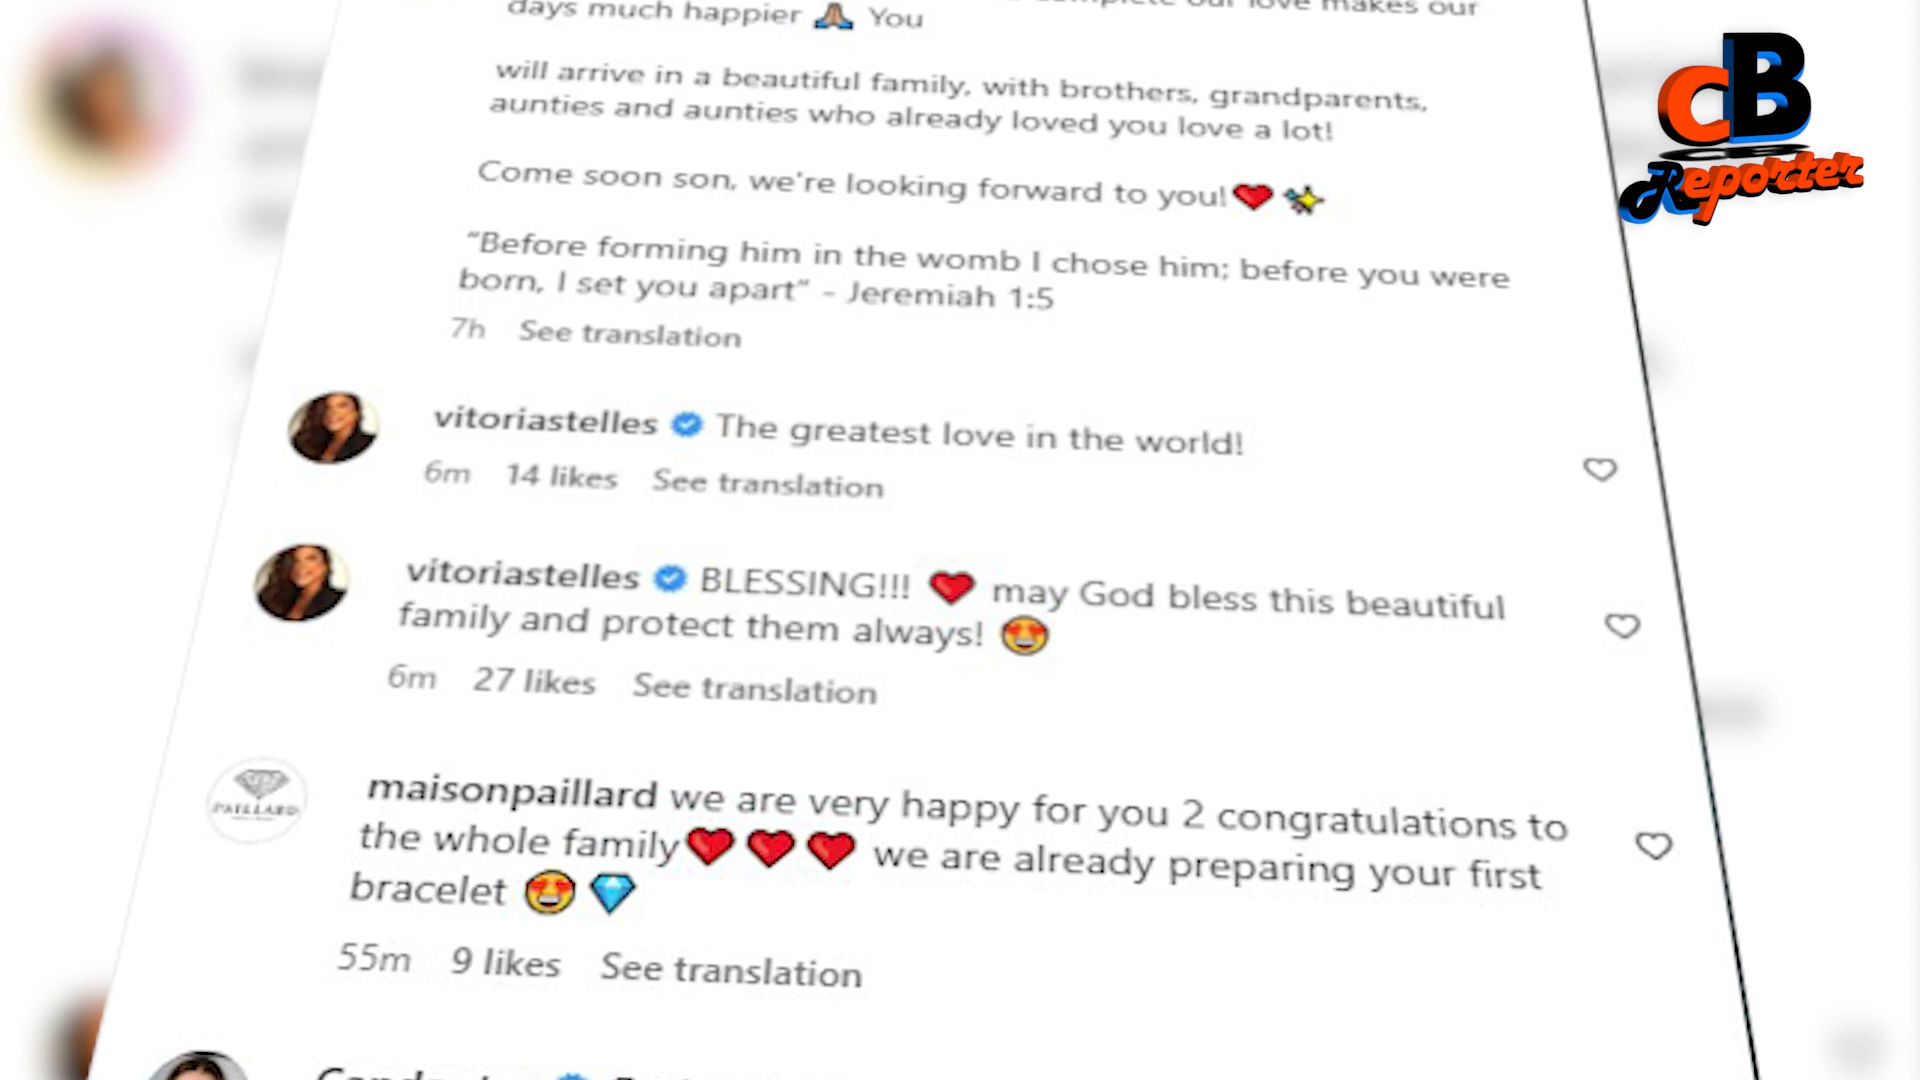 our love makes our
days much happier 🙏🏽 You
will arrive in a beautiful family, with brothers, grandparents,
aunties and aunties who already loved you love a lot!
Come soon son, we're looking forward to you!❤️✨
“Before forming him in the womb I chose him; before you were
born, I set you apart” - Jeremiah 1:5
7h See translation
vitoriastelles The greatest love in the world!
6m 14 likes See translation
vitoriastelles BLESSING!!! ❤️ may God bless this beautiful
family and protect them always! 😍
6m 27 likes See translation
PAILLARD
maisonpaillard we are very happy for you 2 congratulations to
the whole family❤️❤️❤️ we are already preparing your first
bracelet 😍💎
55m 9 likes See translation
CB
Reporter